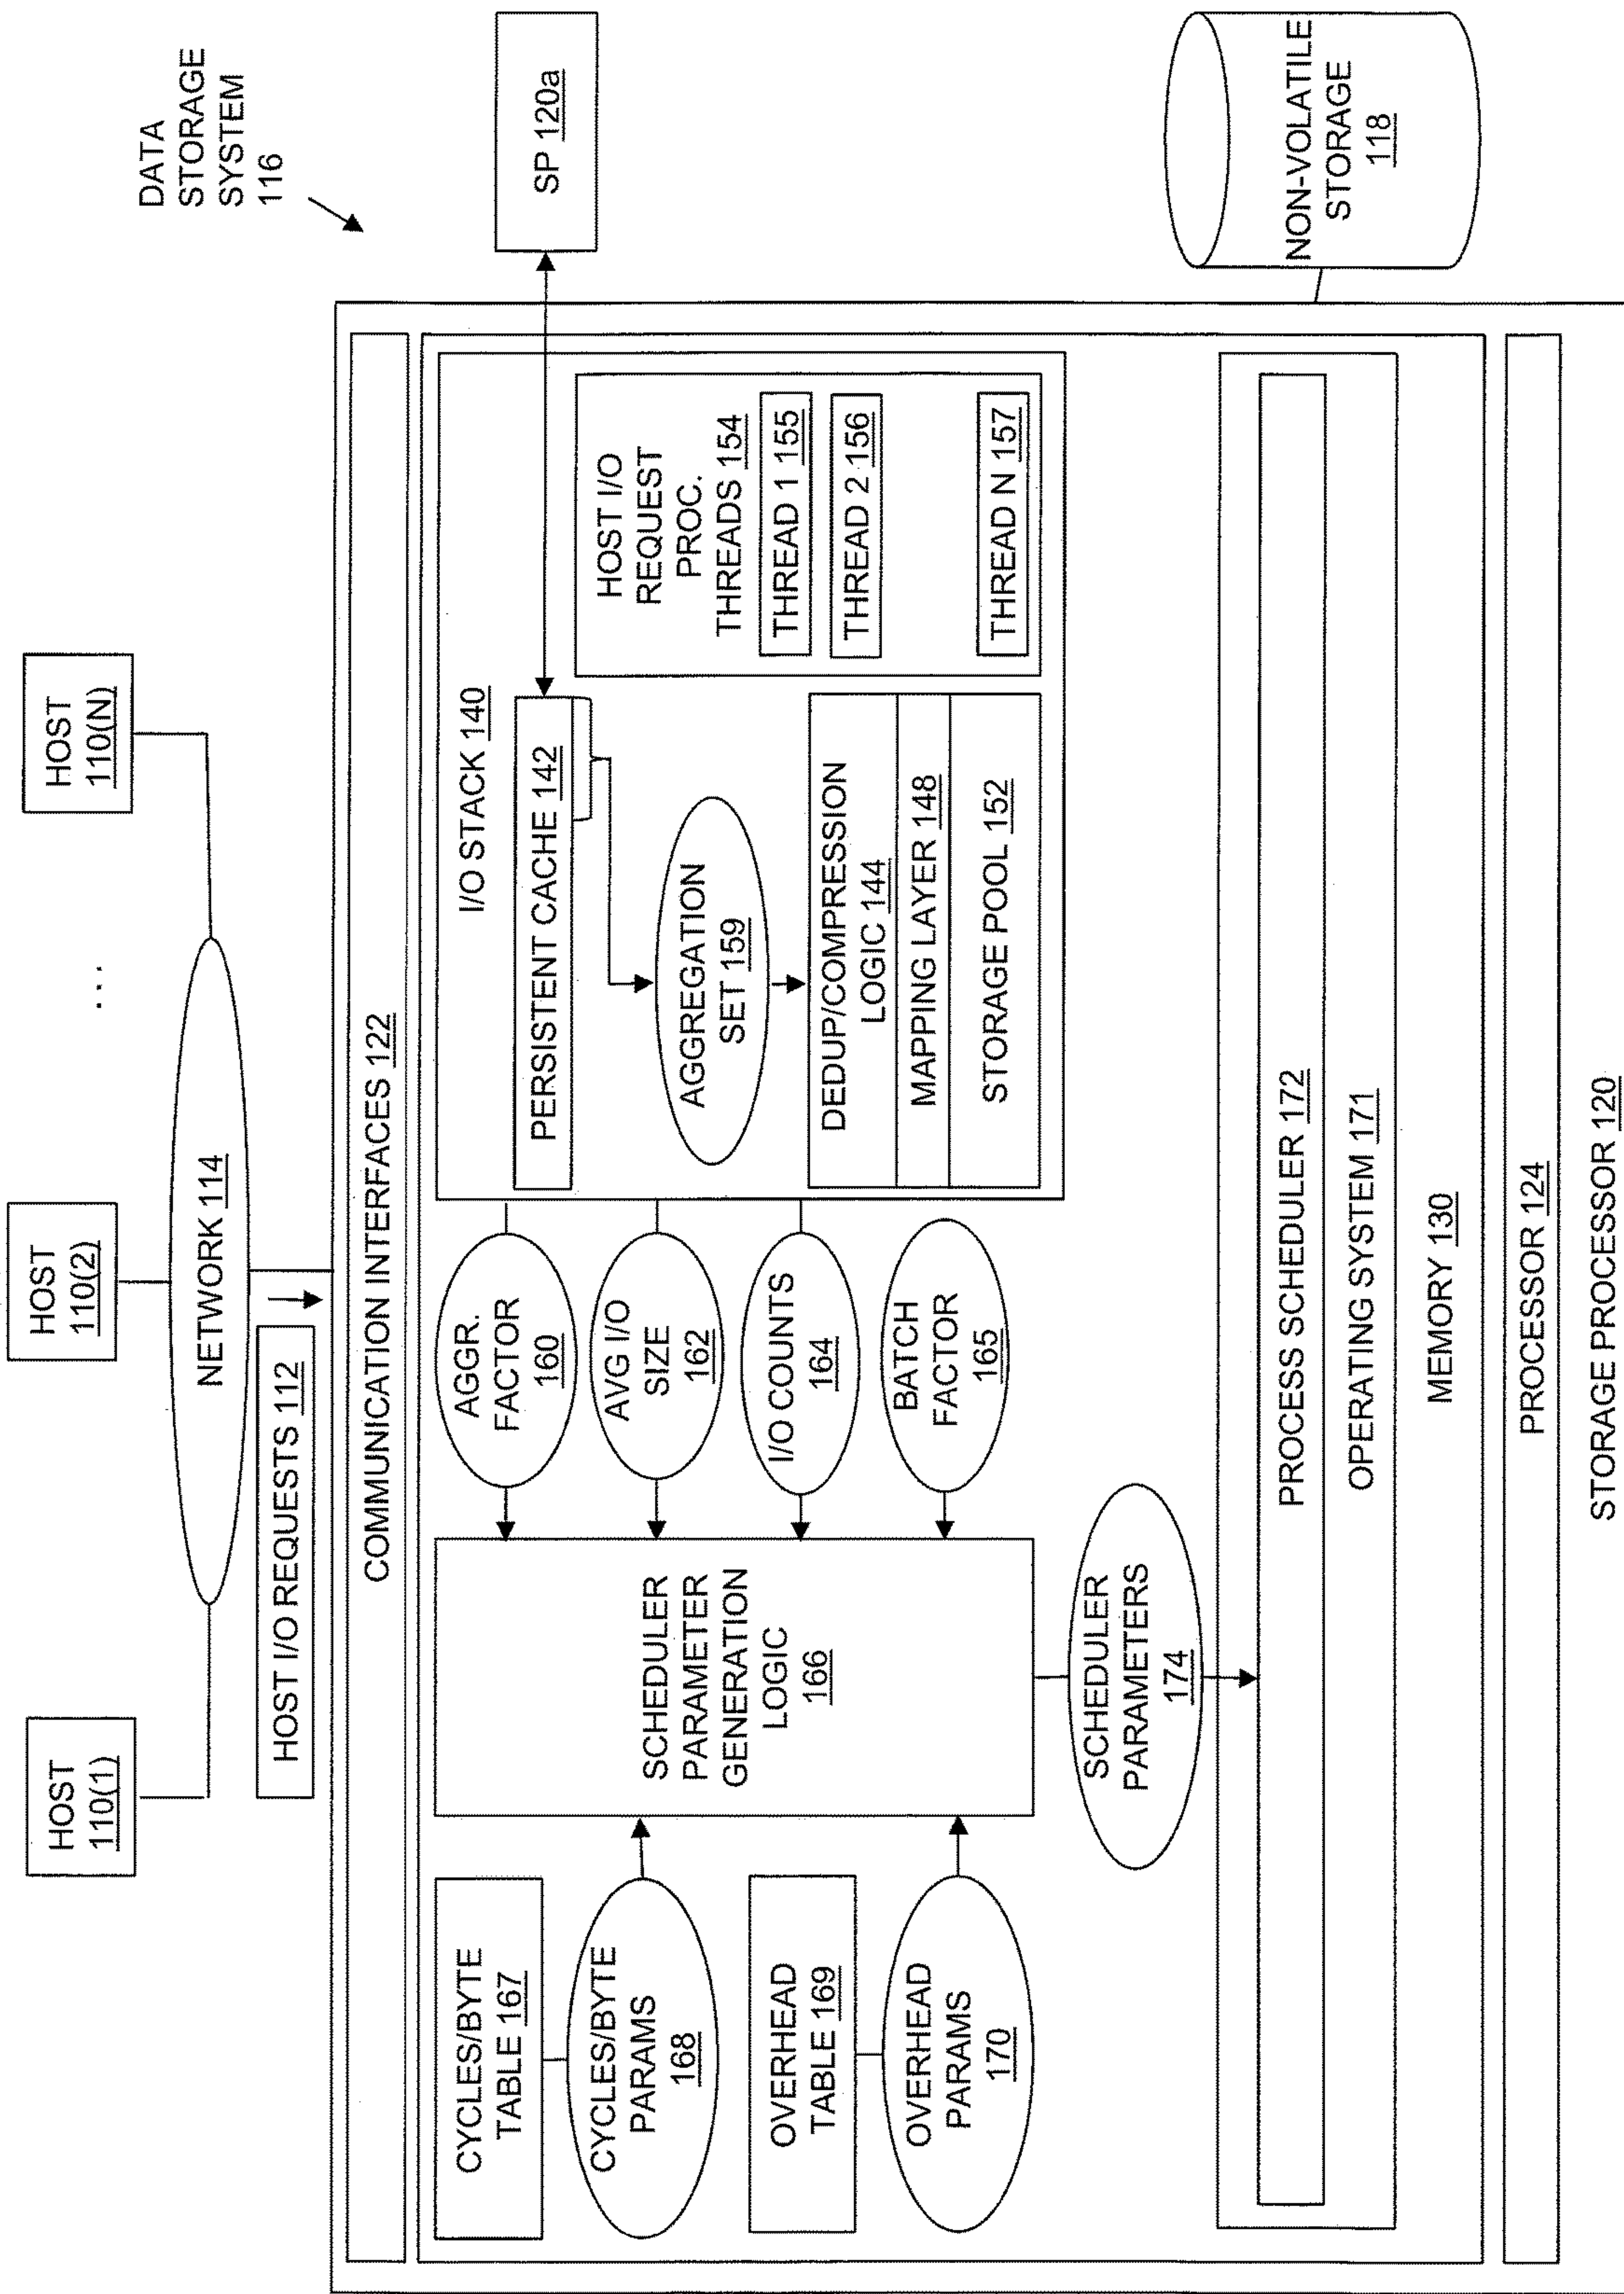 DATA
STORAGE
SYSTEM
116
HOST
110(1)
HOST
110(2)
...
HOST
110(N)
NETWORK 114
HOST I/O REQUESTS 112
COMMUNICATION INTERFACES 122
SP 120a
CYCLES/BYTE
TABLE 167
CYCLES/BYTE
PARAMS
168
OVERHEAD
TABLE 169
OVERHEAD
PARAMS
170
SCHEDULER
PARAMETER
GENERATION
LOGIC
166
AGGR.
FACTOR
160
AVG I/O
SIZE
162
I/O COUNTS
164
BATCH
FACTOR
165
I/O STACK 140
PERSISTENT CACHE 142
AGGREGATION
SET 159
DEDUP/COMPRESSION
LOGIC 144
MAPPING LAYER 148
STORAGE POOL 152
HOST I/O
REQUEST
PROC.
THREADS 154
THREAD 1 155
THREAD 2 156
THREAD N 157
SCHEDULER
PARAMETERS
174
PROCESS SCHEDULER 172
OPERATING SYSTEM 171
MEMORY 130
PROCESSOR 124
STORAGE PROCESSOR 120
NON-VOLATILE
STORAGE
118